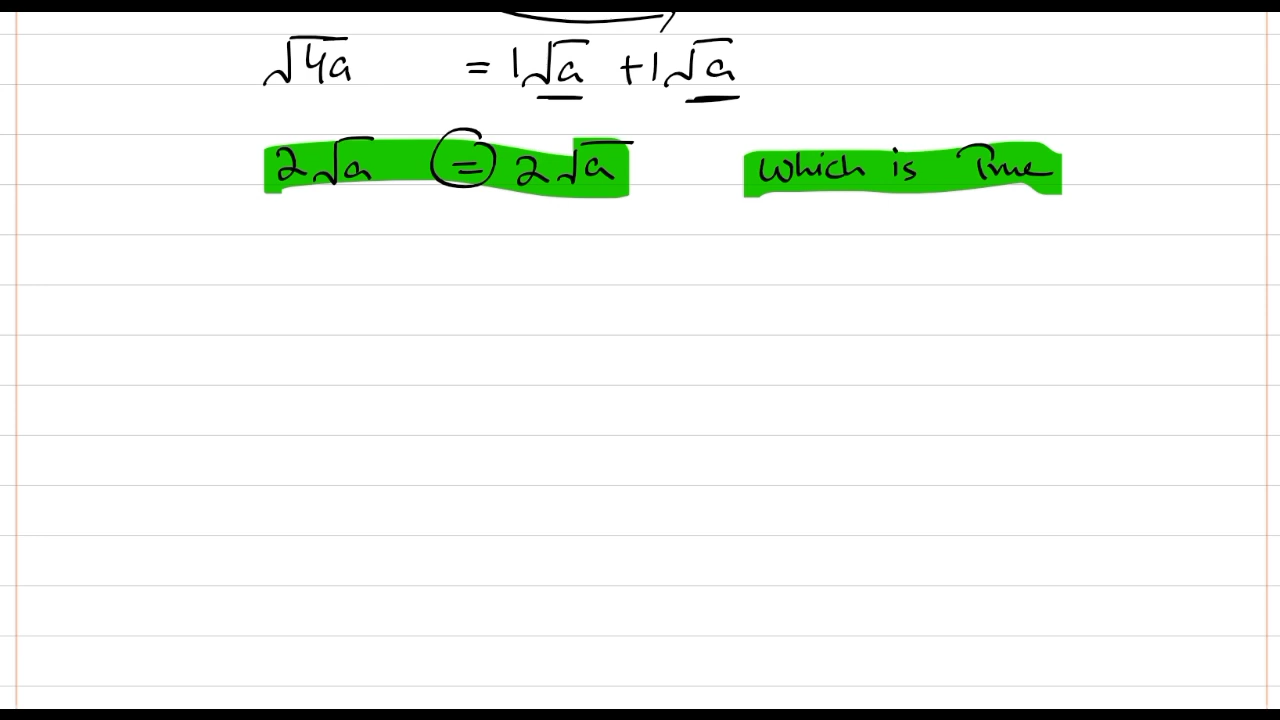 √4a = 1√a + 1√a
2√a = 2√a which is True